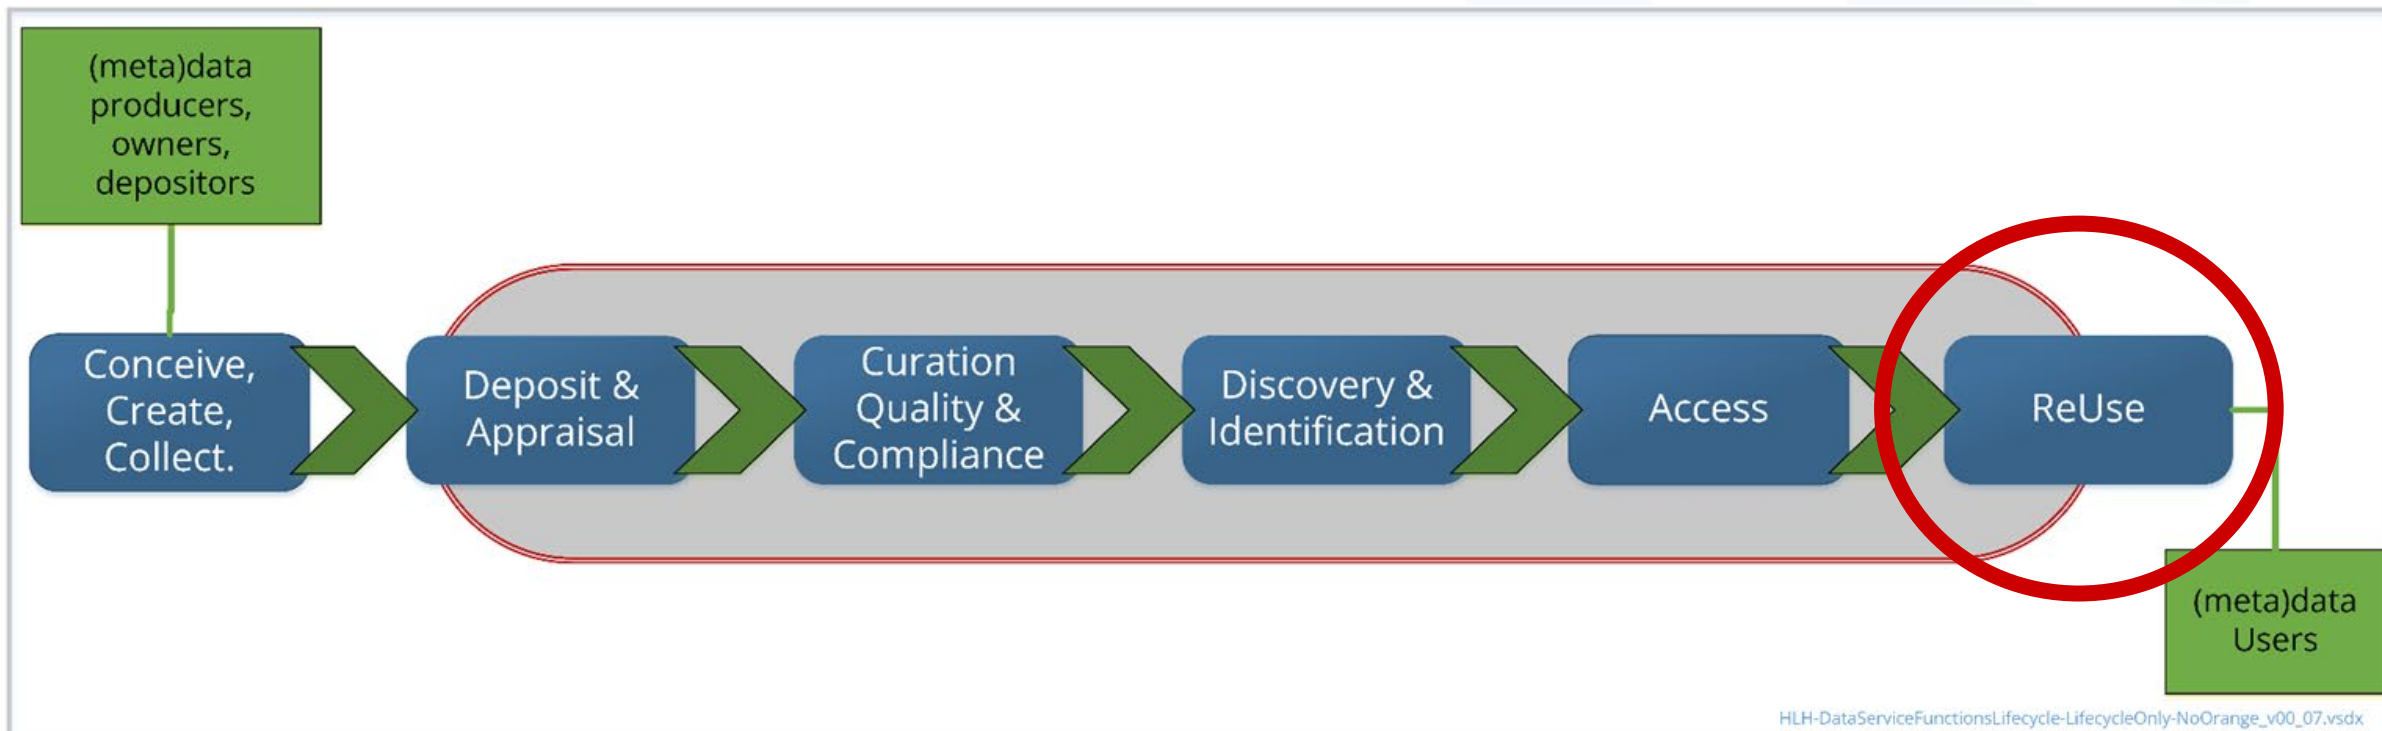 (meta)data
producers,
owners,
depositors
Conceive,
Create,
Collect.
Deposit &
Appraisal
Curation
Quality &
Compliance
Discovery &
Identification
Access
ReUse
(meta)data
Users
HLH-DataServiceFunctionsLifecycle-LifecycleOnly-NoOrange_v00_07.vsdx